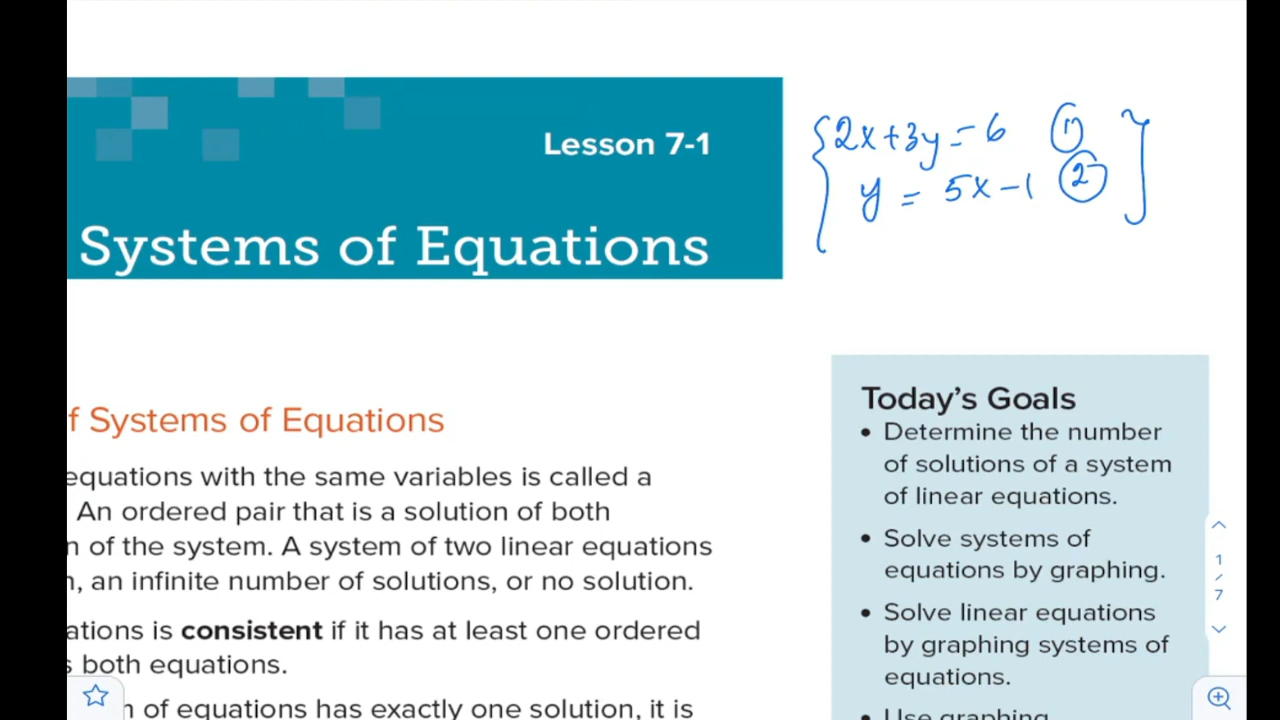 Lesson 7-1
Systems of Equations
2x+3y=6 ①
y = 5x-1 ②
f Systems of Equations
equations with the same variables is called a
An ordered pair that is a solution of both
n of the system. A system of two linear equations
n, an infinite number of solutions, or no solution.
ations is consistent if it has at least one ordered
s both equations.
n of equations has exactly one solution, it is
Today's Goals
• Determine the number
of solutions of a system
of linear equations.
• Solve systems of
equations by graphing.
• Solve linear equations
by graphing systems of
equations.
• Use graphing
1
/
7